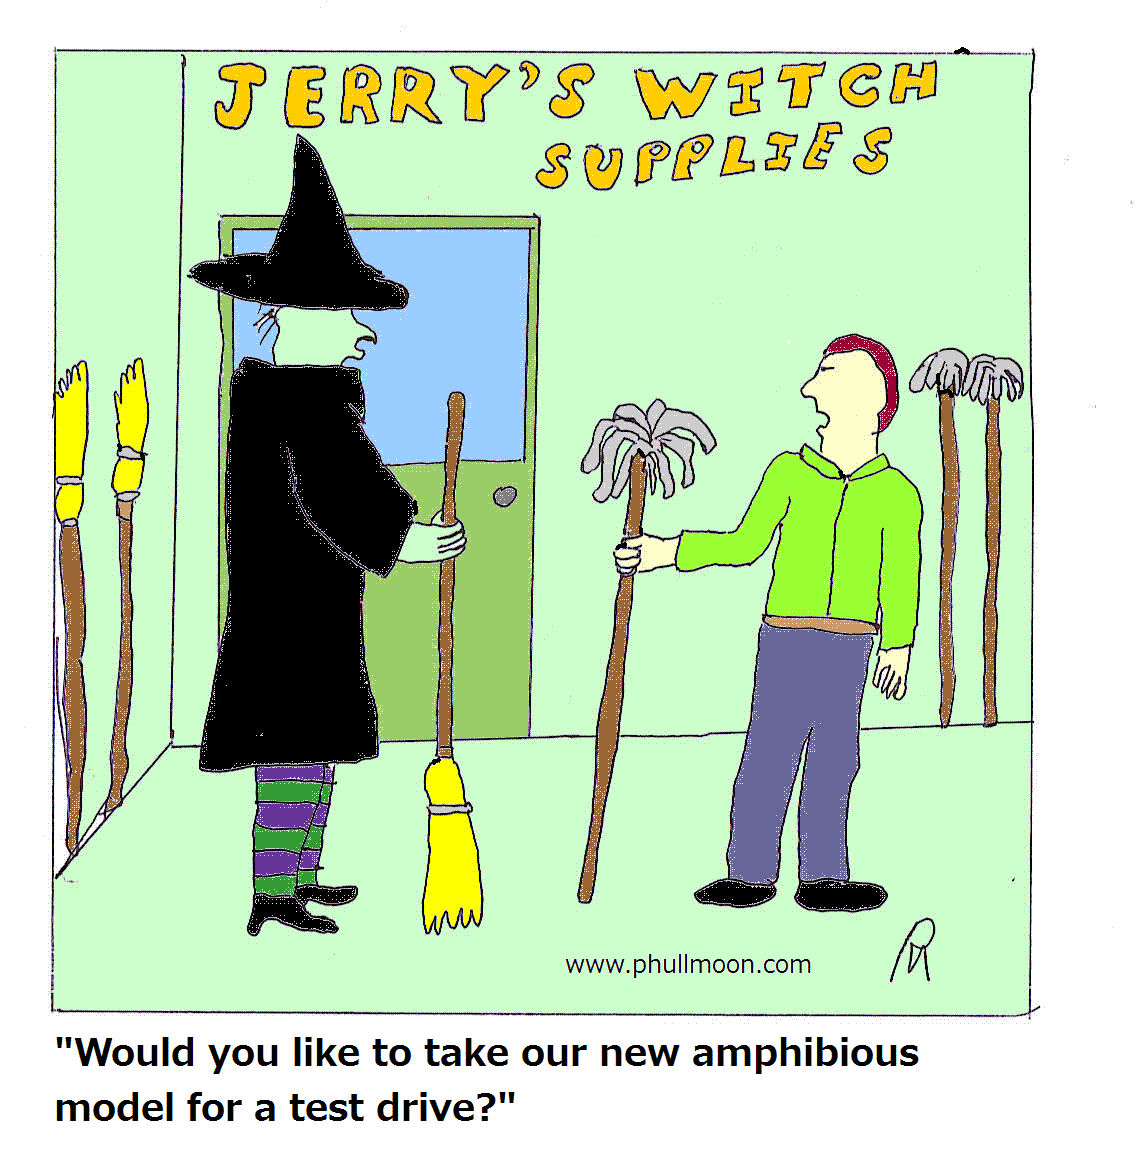 JERRY'S WITCH
SUPPLIES
www.phullmoon.com
"Would you like to take our new amphibious
model for a test drive?"